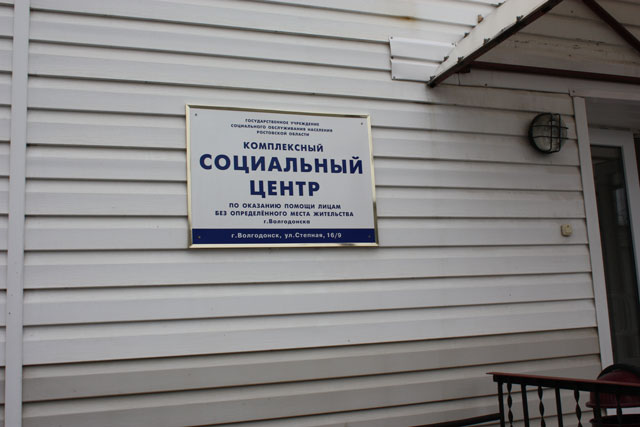 ГОСУДАРСТВЕННОЕ УЧРЕЖДЕНИЕ
СОЦИАЛЬНОГО ОБСЛУЖИВАНИЯ НАСЕЛЕНИЯ
РОСТОВСКОЙ ОБЛАСТИ
КОМПЛЕКСНЫЙ
СОЦИАЛЬНЫЙ
ЦЕНТР
ПО ОКАЗАНИЮ ПОМОЩИ ЛИЦАМ
БЕЗ ОПРЕДЕЛЁННОГО МЕСТА ЖИТЕЛЬСТВА
г.Волгодонска
г.Волгодонск, ул.Степная, 16/9